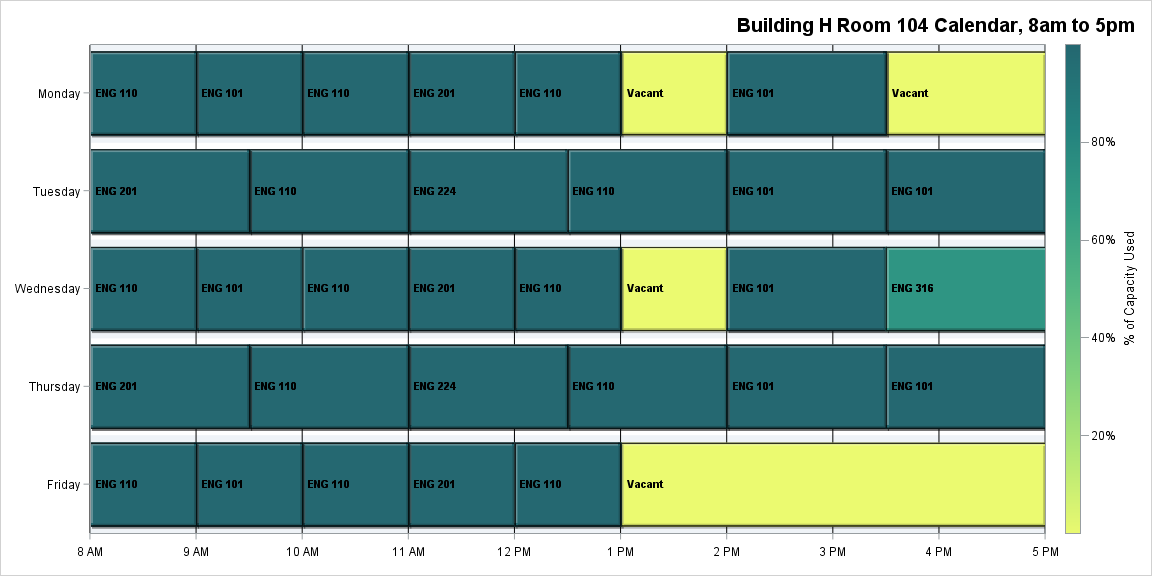 Building H Room 104 Calendar, 8am to 5pm
Monday
ENG 110
ENG 101
ENG 110
ENG 201
ENG 110
Vacant
ENG 101
Vacant
Tuesday
ENG 201
ENG 110
ENG 224
ENG 110
ENG 101
ENG 101
Wednesday
ENG 110
ENG 101
ENG 110
ENG 201
ENG 110
Vacant
ENG 101
ENG 316
Thursday
ENG 201
ENG 110
ENG 224
ENG 110
ENG 101
ENG 101
Friday
ENG 110
ENG 101
ENG 110
ENG 201
ENG 110
Vacant
8 AM
9 AM
10 AM
11 AM
12 PM
1 PM
2 PM
3 PM
4 PM
5 PM
80%
60%
40%
20%
% of Capacity Used